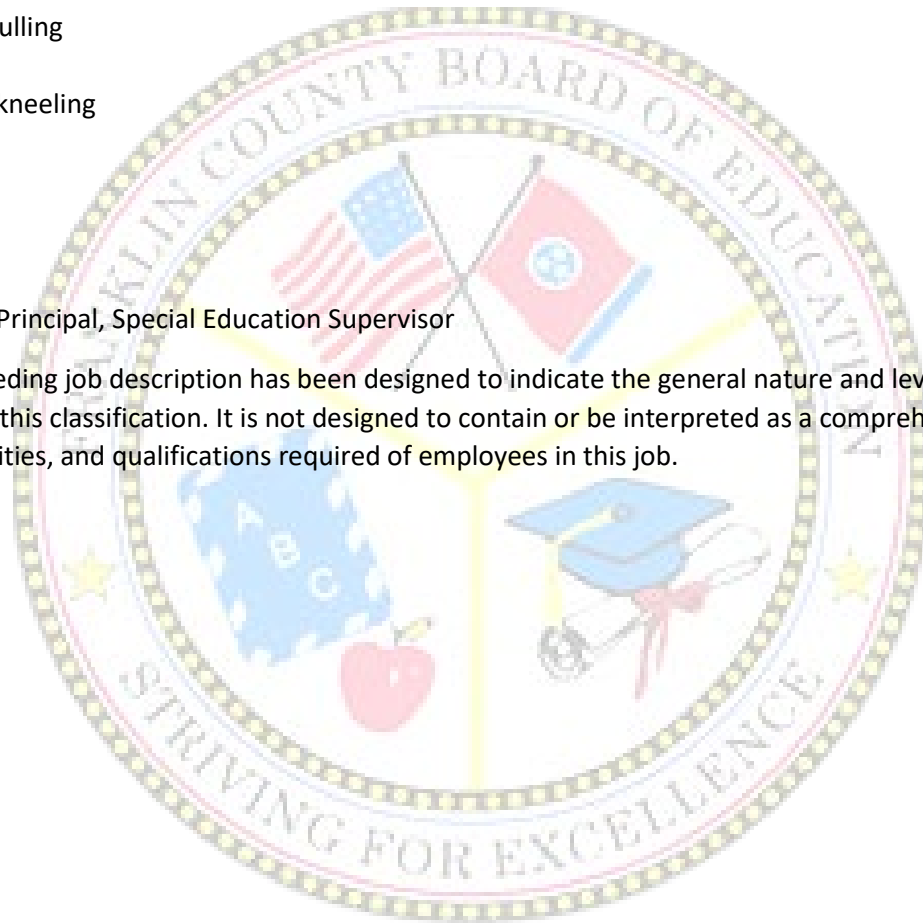 ulling
kneeling
Principal, Special Education Supervisor
eding job description has been designed to indicate the general nature and lev
this classification. It is not designed to contain or be interpreted as a compreh
ities, and qualifications required of employees in this job.
FRANKLIN COUNTY BOARD OF EDUCATION
A
B
C
STRIVING FOR EXCELLENCE